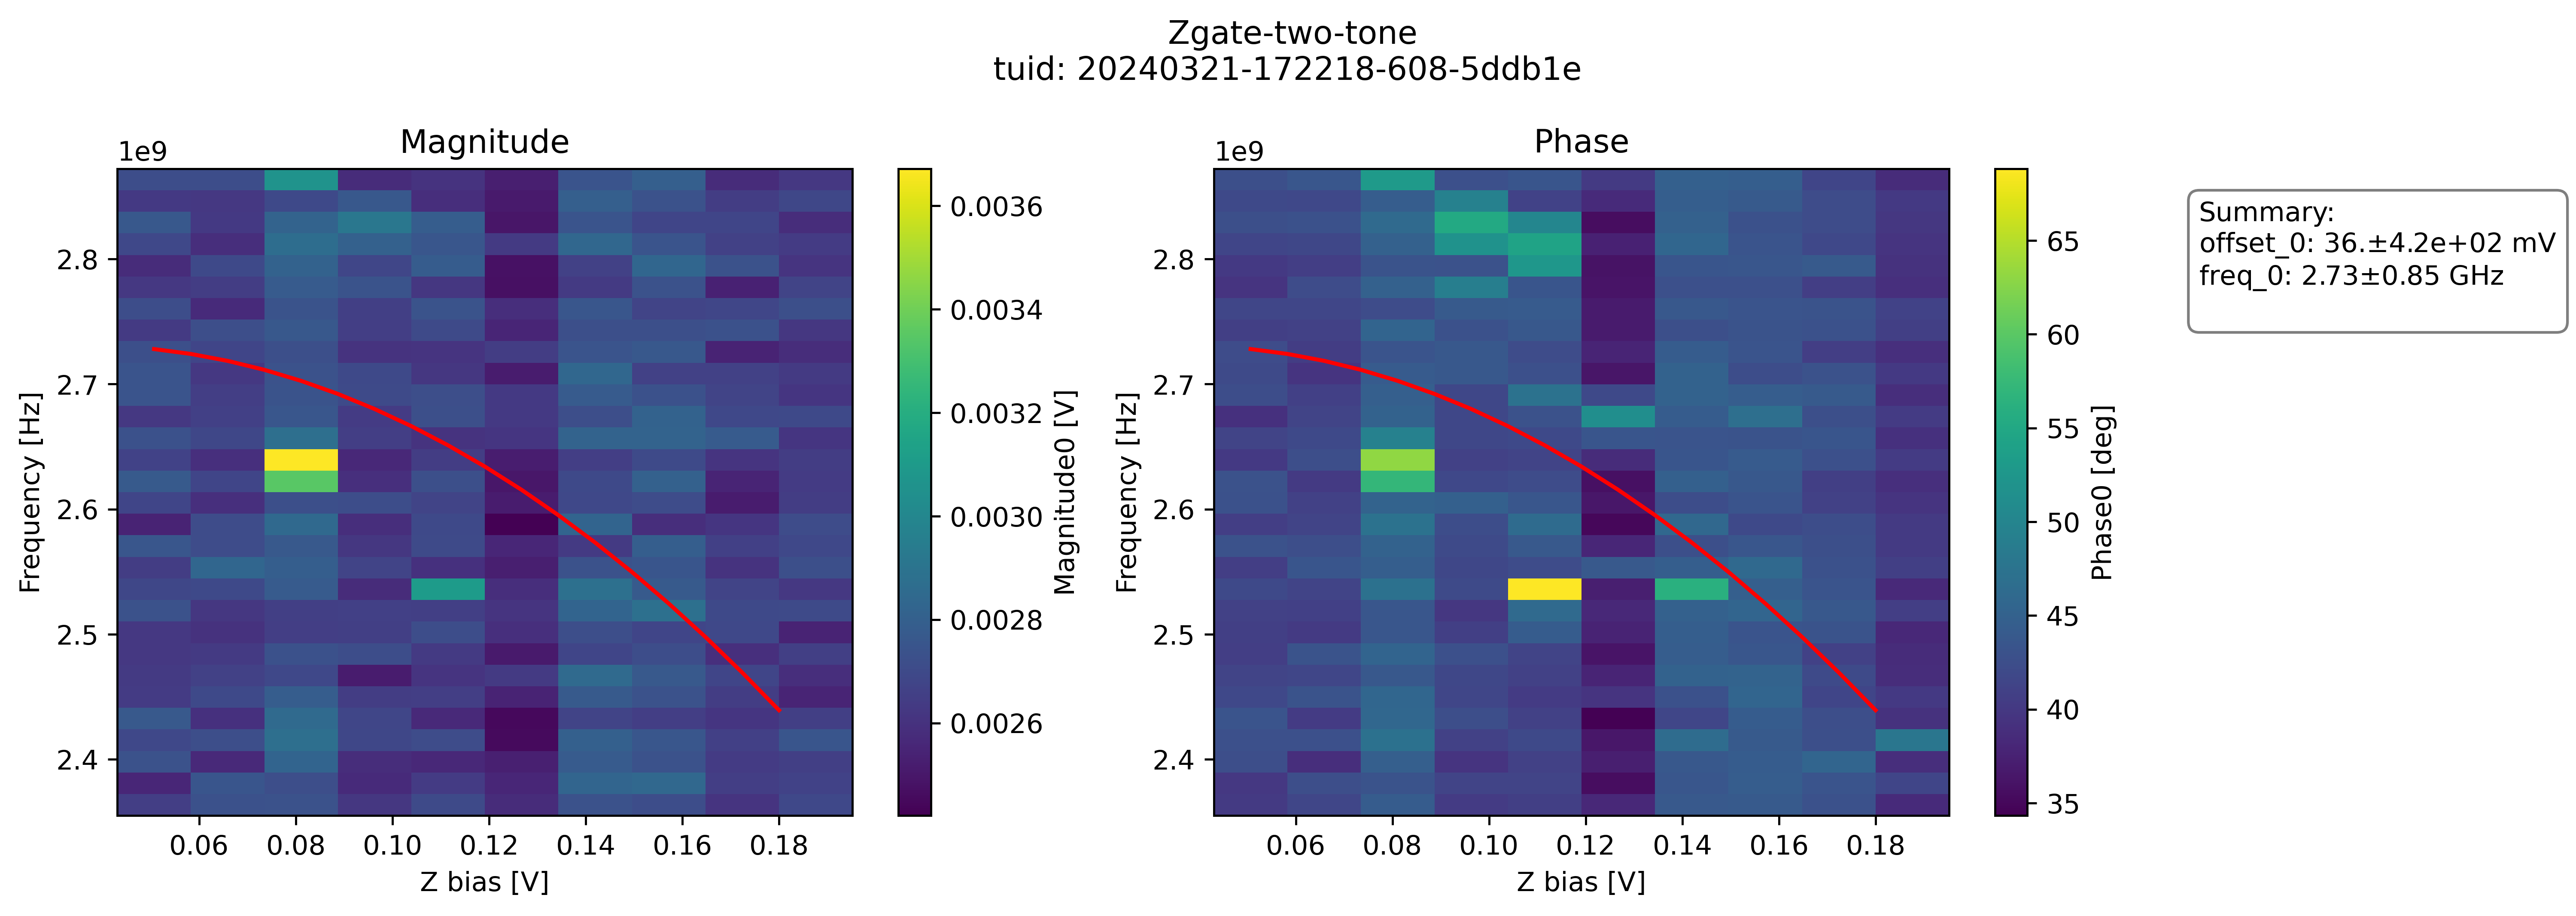 Zgate-two-tone
tuid: 20240321-172218-608-5ddb1e
Magnitude
1e9
2.8
2.7
2.6
2.5
2.4
Frequency [Hz]
0.06 0.08 0.10 0.12 0.14 0.16 0.18
Z bias [V]
0.0036
0.0034
0.0032
0.0030
0.0028
0.0026
Magnitude0 [V]
Phase
1e9
2.8
2.7
2.6
2.5
2.4
Frequency [Hz]
0.06 0.08 0.10 0.12 0.14 0.16 0.18
Z bias [V]
65
60
55
50
45
40
35
Phase0 [deg]
Summary:
offset_0: 36.±4.2e+02 mV
freq_0: 2.73±0.85 GHz